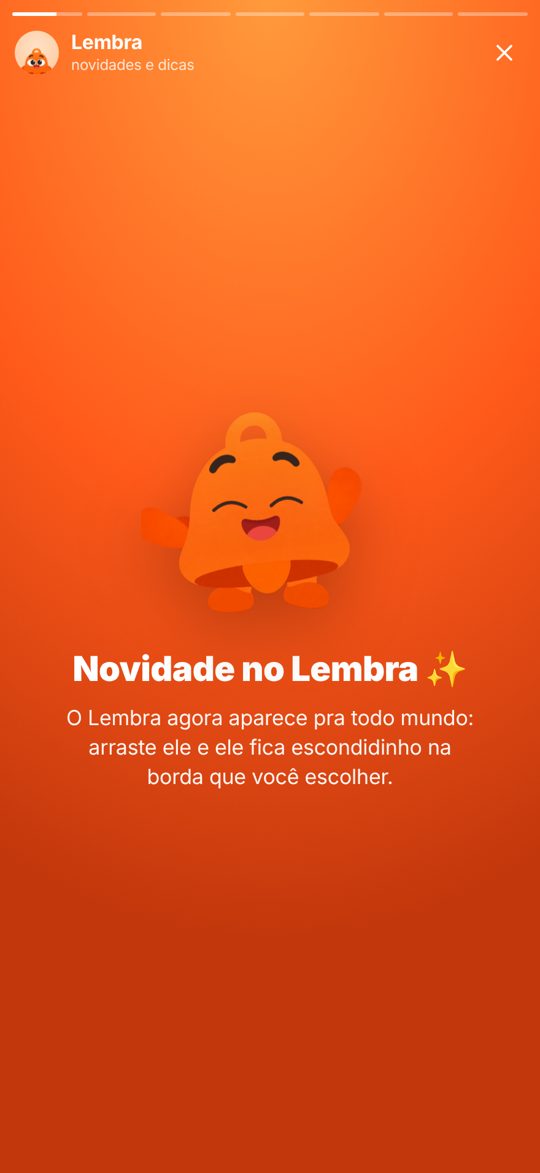 Lembra
novidades e dicas
Novidade no Lembra ✨
O Lembra agora aparece pra todo mundo:
arraste ele e ele fica escondidinho na
borda que você escolher.